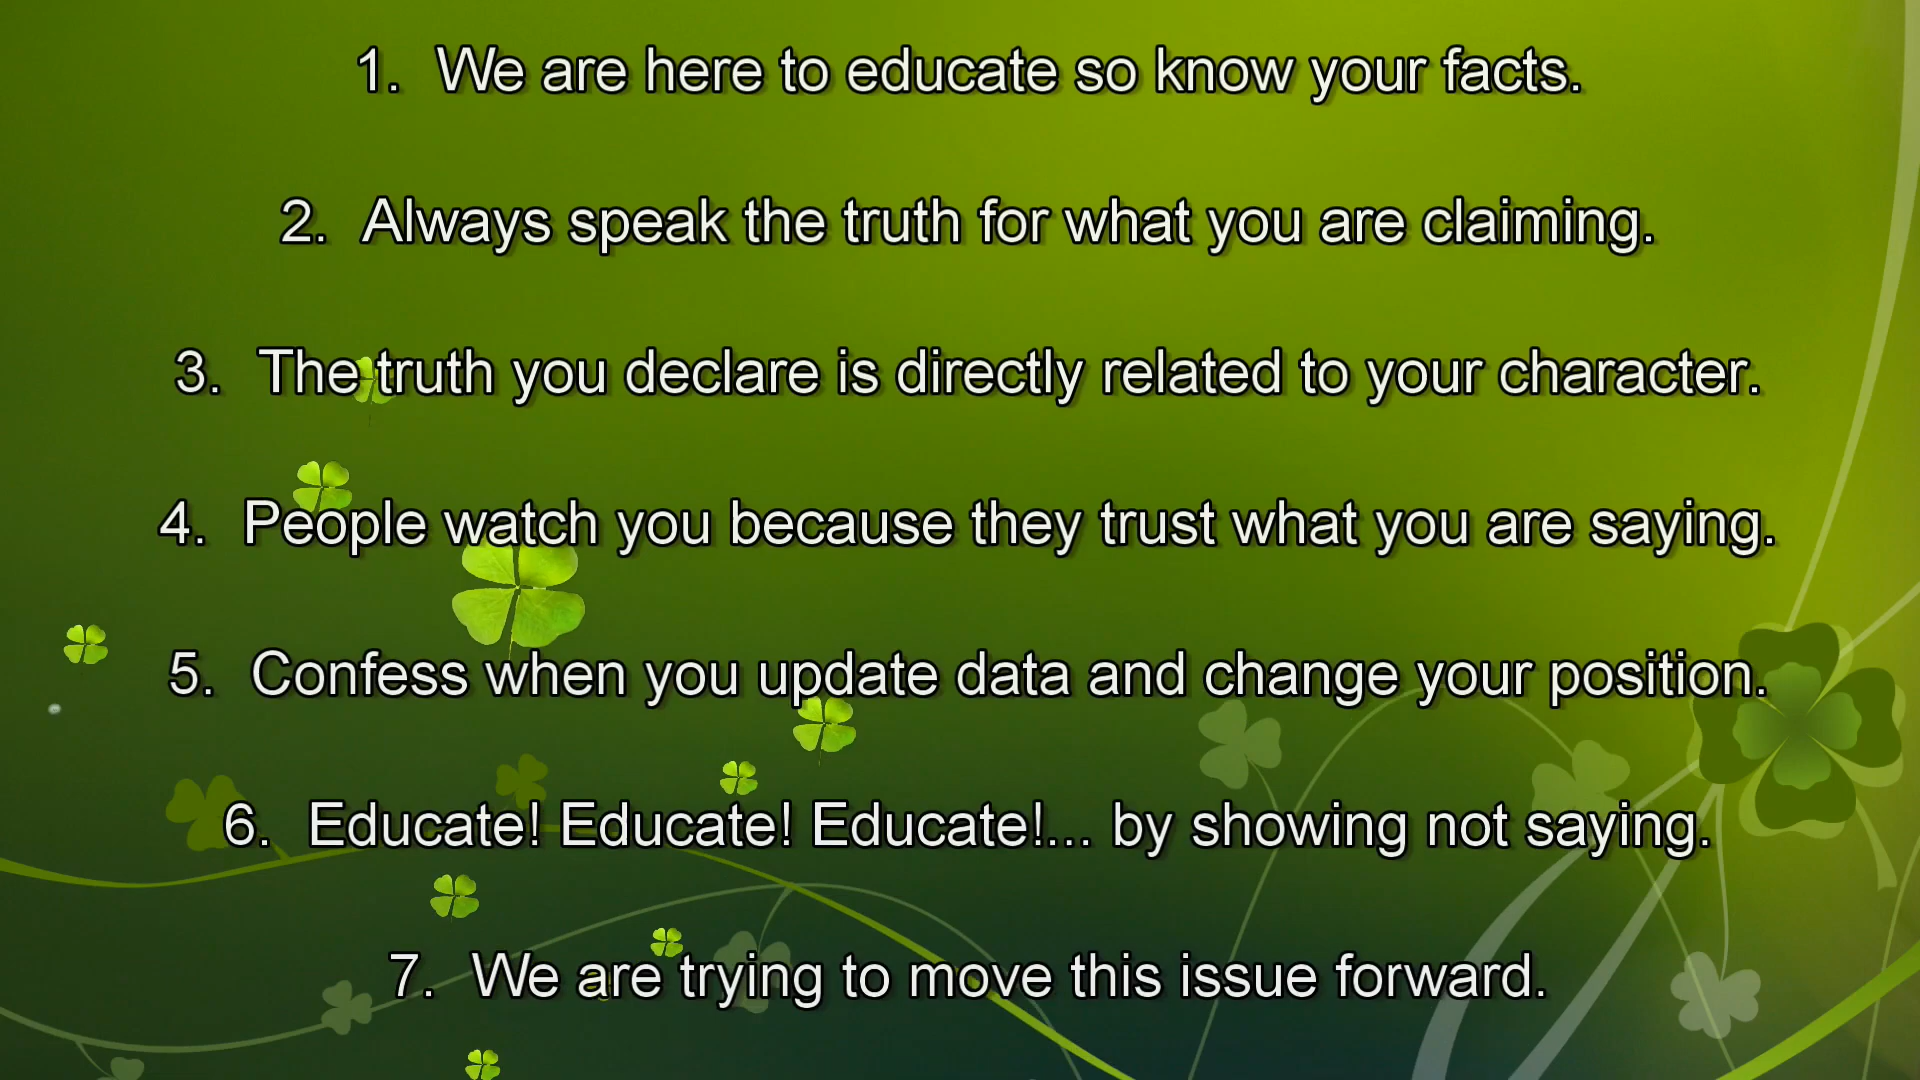 1. We are here to educate so know your facts.
2. Always speak the truth for what you are claiming.
3. The truth you declare is directly related to your character.
4. People watch you because they trust what you are saying.
5. Confess when you update data and change your position.
6. Educate! Educate! Educate!... by showing not saying.
7. We are trying to move this issue forward.